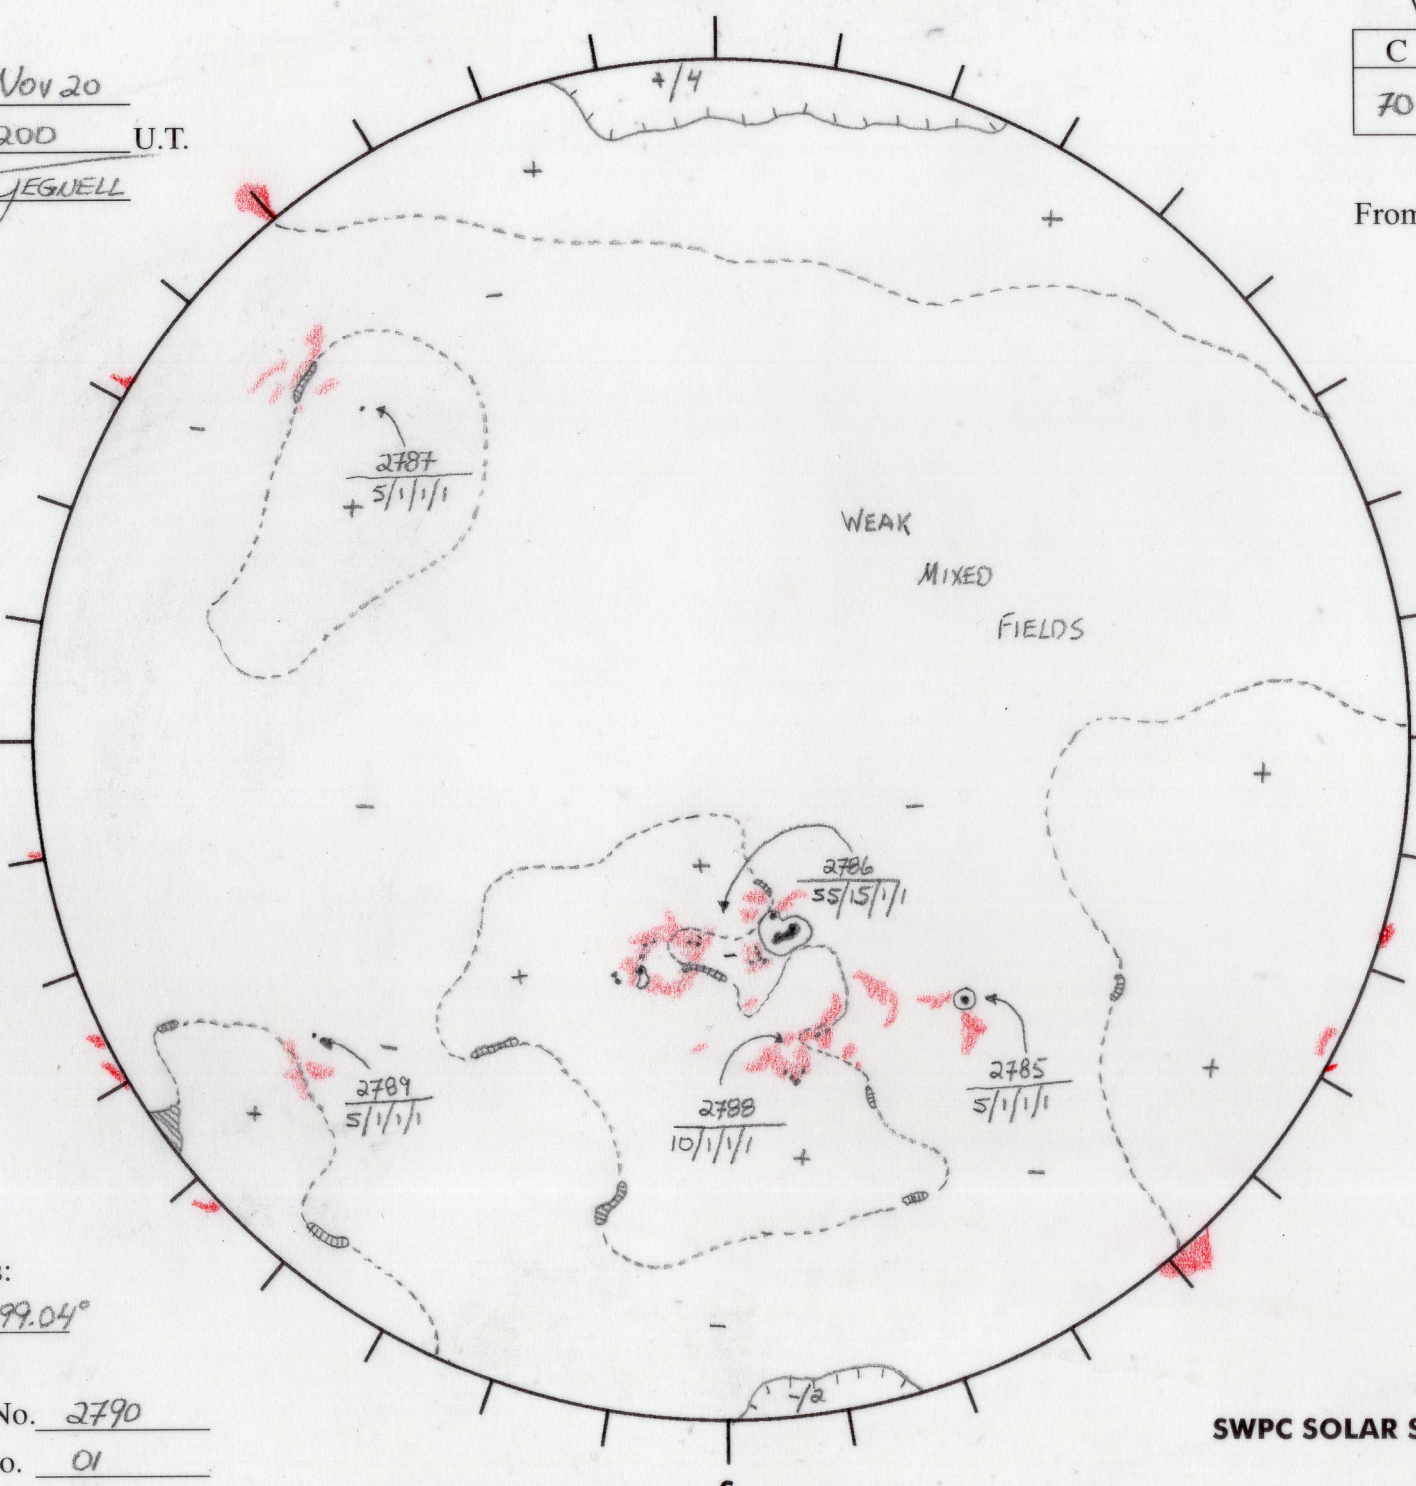 Nov 20
200 U.T.
YEGNELL
C
70
From
+/4
+
+
-
-
2787
5/1/1/1
+
WEAK
MIXED
FIELDS
+
-
-
+
2786
55/15/1/1
-
+
2785
5/1/1/1
-
2789
5/1/1/1
+
2788
10/1/1/1
+
+
-
99.04°
-
-/2
No. 2790
o. 01
SWPC SOLAR S